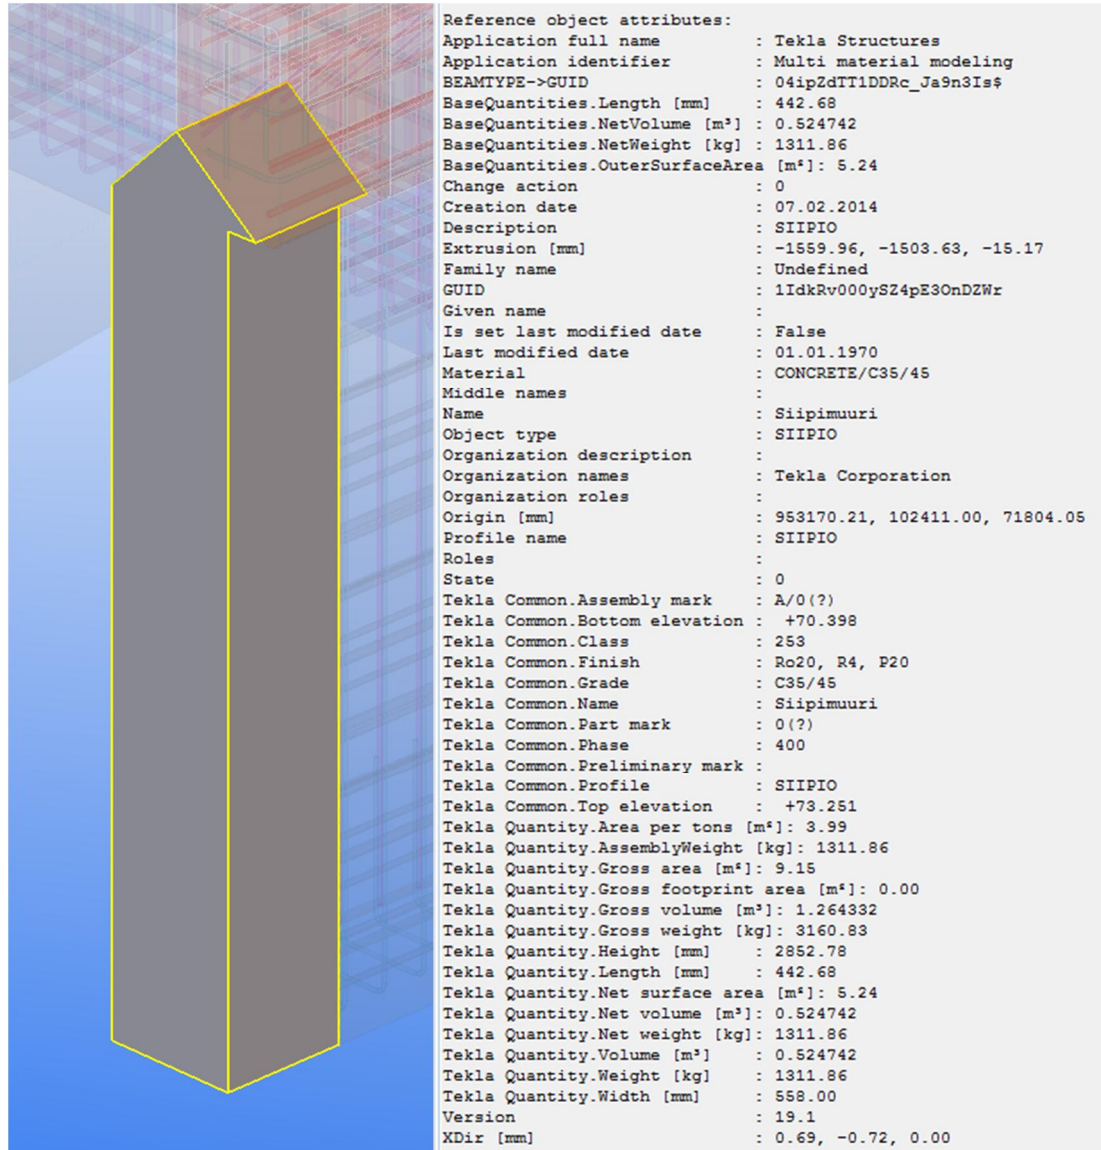 Reference object attributes:
Application full name : Tekla Structures
Application identifier : Multi material modeling
BEAMTYPE->GUID : 04ipZdTT1DDRc_Ja9n3Is$
BaseQuantities.Length [mm] : 442.68
BaseQuantities.NetVolume [m³] : 0.524742
BaseQuantities.NetWeight [kg] : 1311.86
BaseQuantities.OuterSurfaceArea [m²]: 5.24
Change action : 0
Creation date : 07.02.2014
Description : SIIPIO
Extrusion [mm] : -1559.96, -1503.63, -15.17
Family name : Undefined
GUID : 1IdkRv000ySZ4pE3OnDZWr
Given name :
Is set last modified date : False
Last modified date : 01.01.1970
Material : CONCRETE/C35/45
Middle names :
Name : Siipimuuri
Object type : SIIPIO
Organization description :
Organization names : Tekla Corporation
Organization roles :
Origin [mm] : 953170.21, 102411.00, 71804.05
Profile name : SIIPIO
Roles :
State : 0
Tekla Common.Assembly mark : A/0(?)
Tekla Common.Bottom elevation : +70.398
Tekla Common.Class : 253
Tekla Common.Finish : Ro20, R4, P20
Tekla Common.Grade : C35/45
Tekla Common.Name : Siipimuuri
Tekla Common.Part mark : 0(?)
Tekla Common.Phase : 400
Tekla Common.Preliminary mark :
Tekla Common.Profile : SIIPIO
Tekla Common.Top elevation : +73.251
Tekla Quantity.Area per tons [m²]: 3.99
Tekla Quantity.AssemblyWeight [kg]: 1311.86
Tekla Quantity.Gross area [m²]: 9.15
Tekla Quantity.Gross footprint area [m²]: 0.00
Tekla Quantity.Gross volume [m³]: 1.264332
Tekla Quantity.Gross weight [kg]: 3160.83
Tekla Quantity.Height [mm] : 2852.78
Tekla Quantity.Length [mm] : 442.68
Tekla Quantity.Net surface area [m²]: 5.24
Tekla Quantity.Net volume [m³]: 0.524742
Tekla Quantity.Net weight [kg]: 1311.86
Tekla Quantity.Volume [m³] : 0.524742
Tekla Quantity.Weight [kg] : 1311.86
Tekla Quantity.Width [mm] : 558.00
Version : 19.1
XDir [mm] : 0.69, -0.72, 0.00